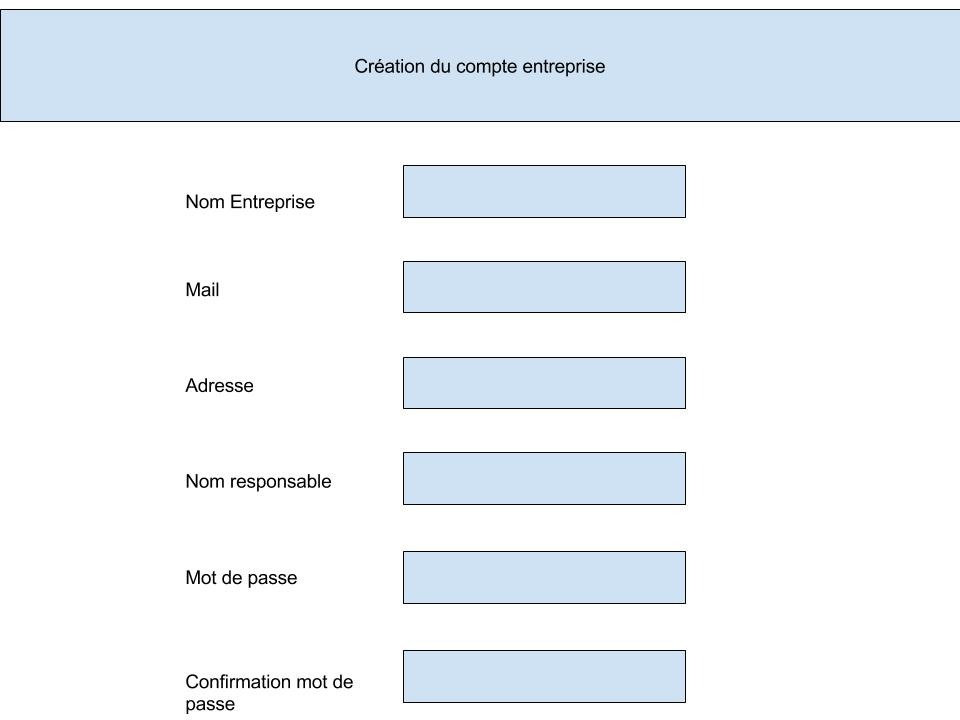 Création du compte entreprise
Nom Entreprise
Mail
Adresse
Nom responsable
Mot de passe
Confirmation mot de
passe